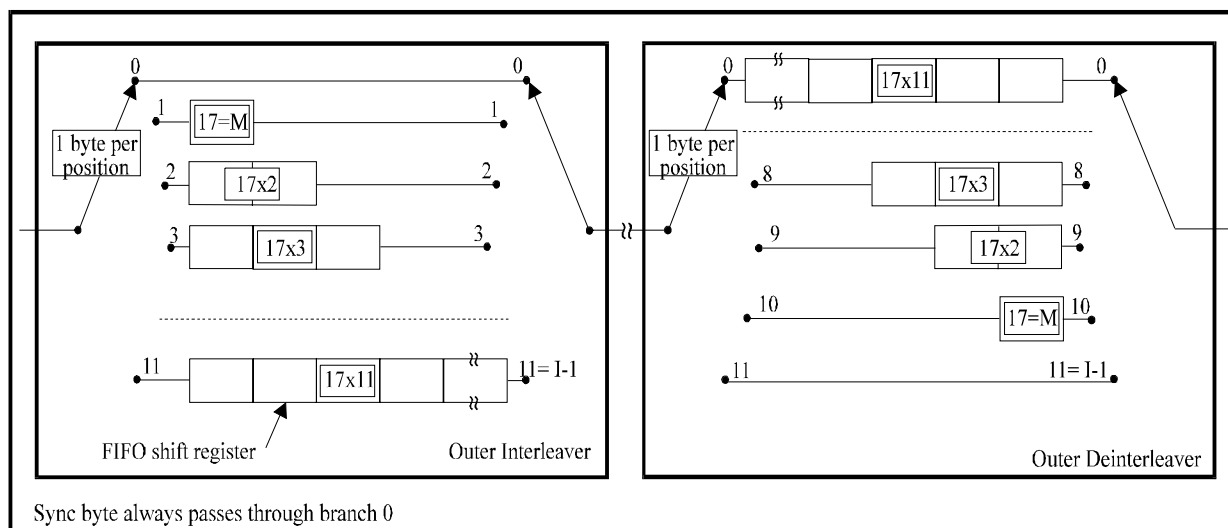 0
0
1
17=M
1
1 byte per
position
2
17x2
2
3
17x3
3
11
17x11
11= I-1
FIFO shift register
Outer Interleaver
0
17x11
0
1 byte per
position
8
17x3
8
9
17x2
9
10
17=M
10
11
11= I-1
Outer Deinterleaver
Sync byte always passes through branch 0